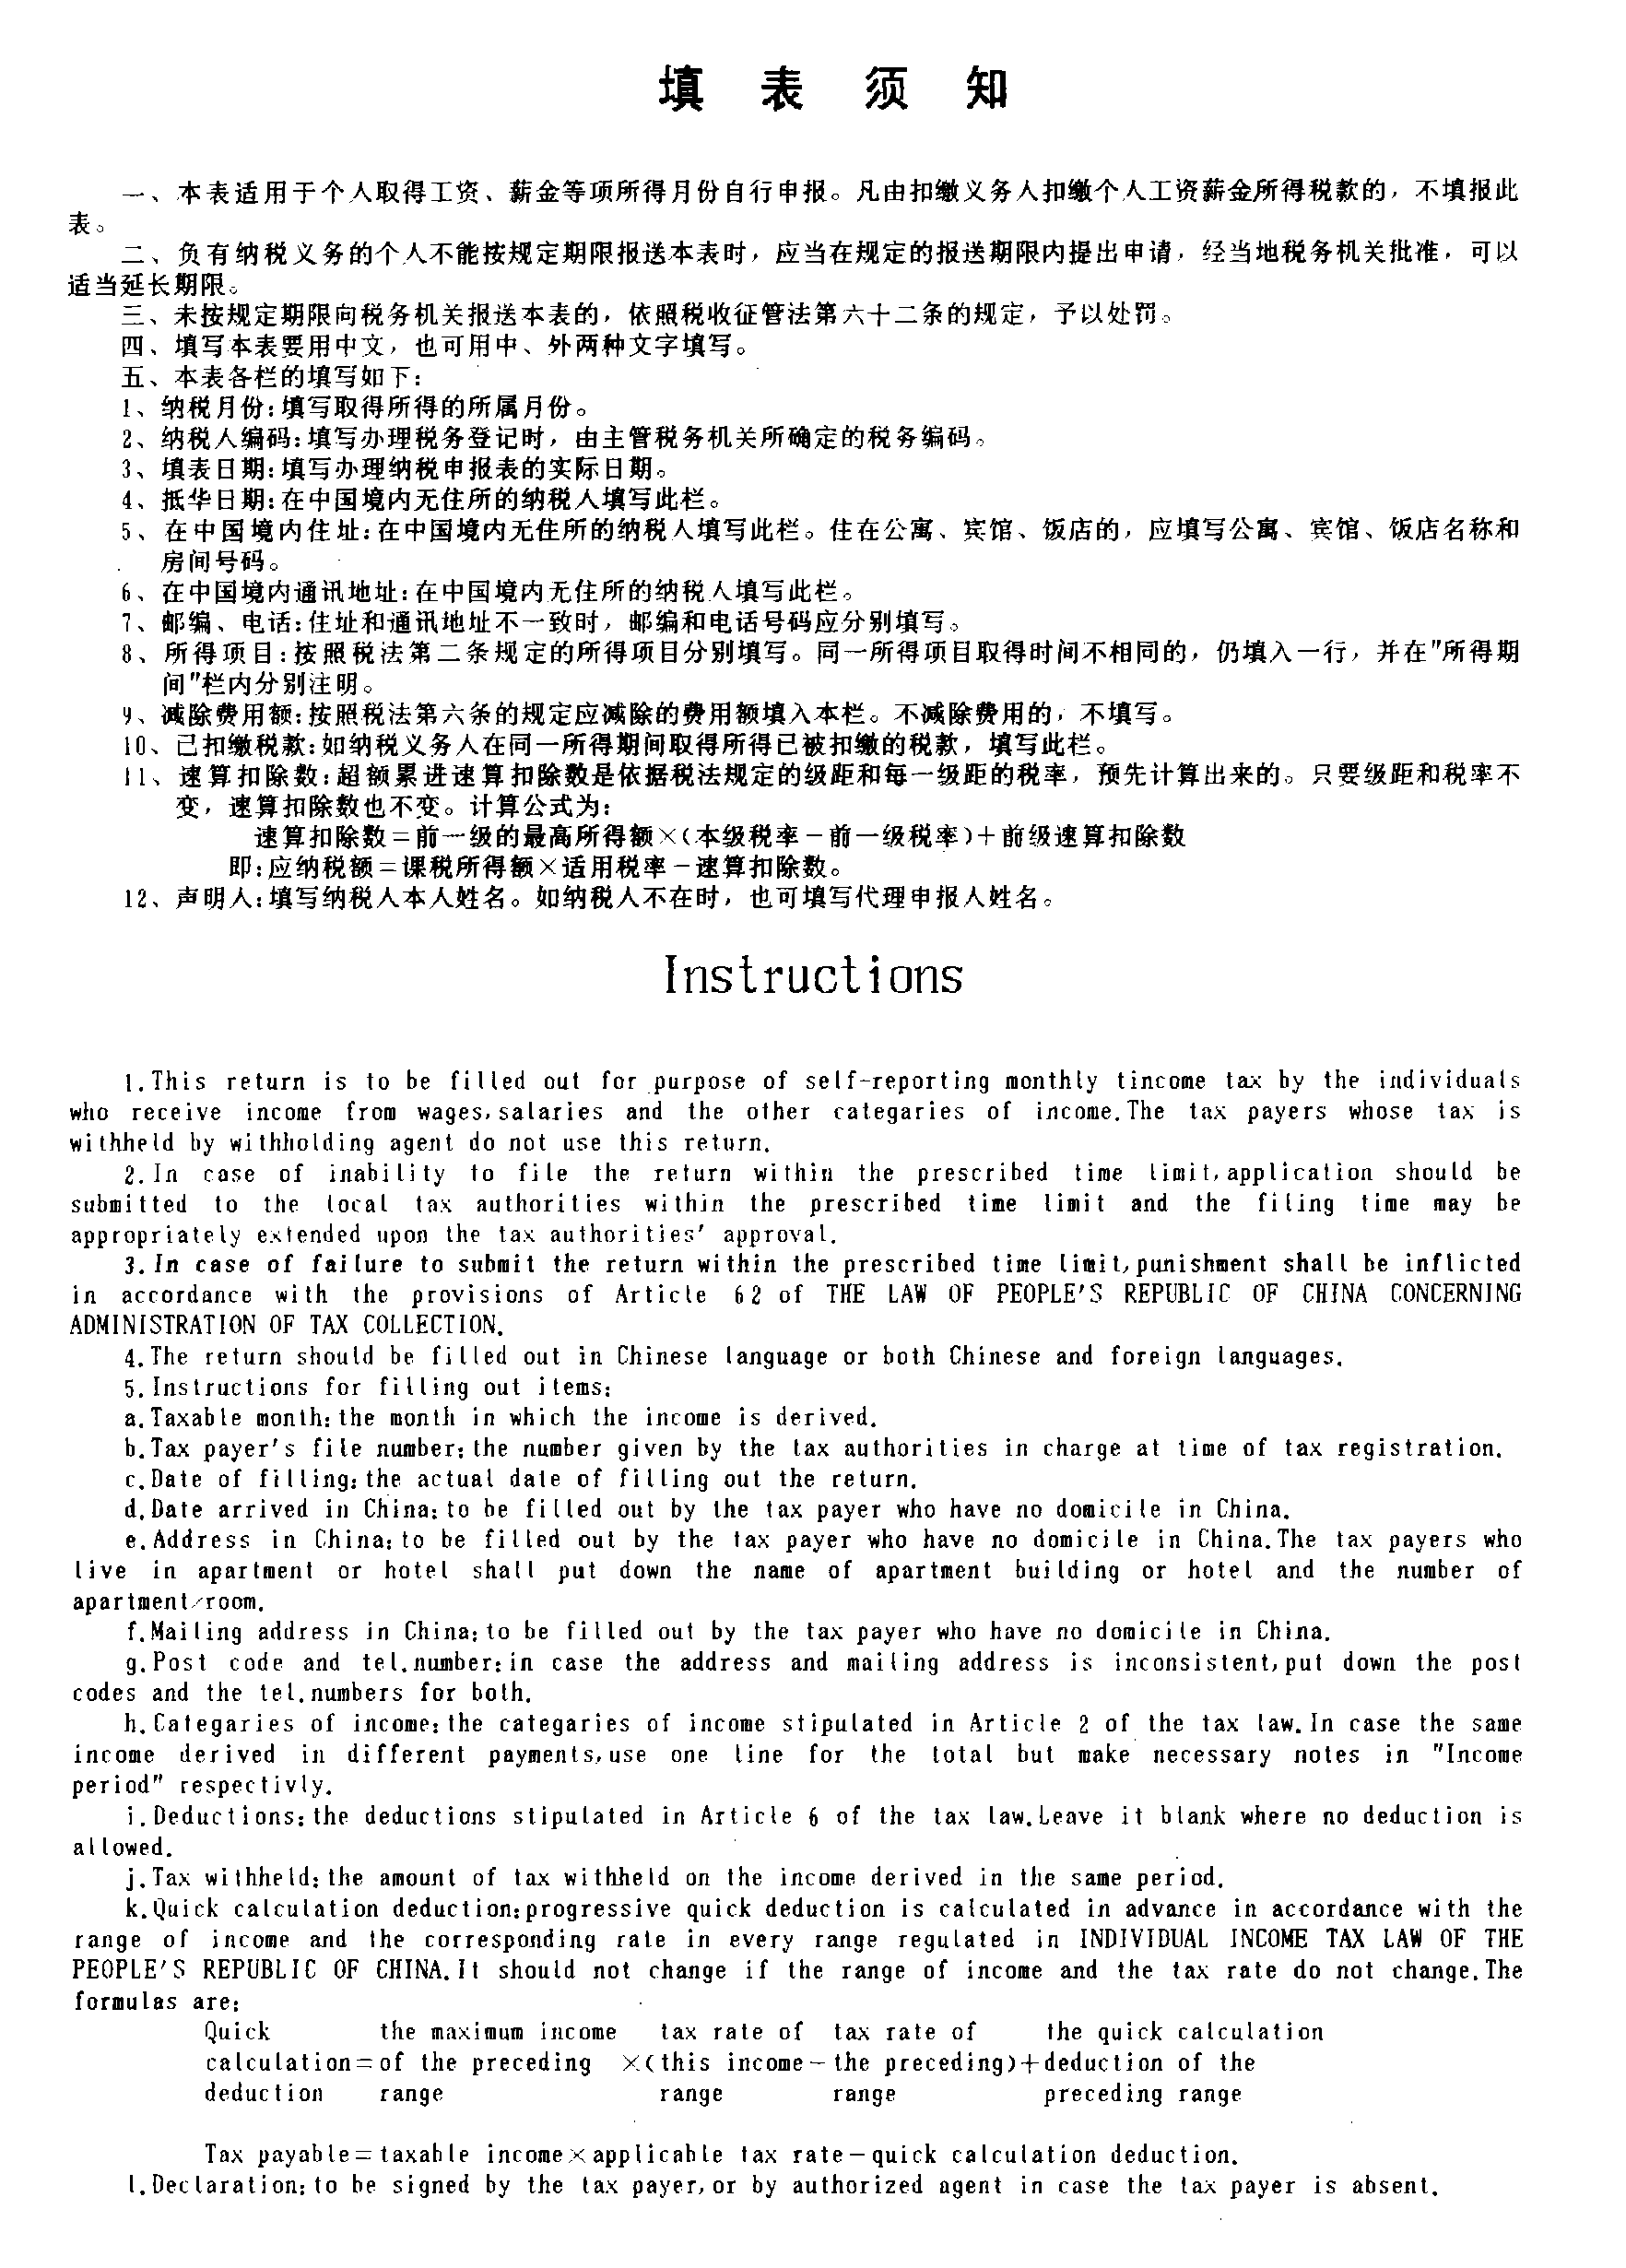 填 表 须 知
一、本表适用于个人取得工资、薪金等项所得月份自行申报。凡由扣缴义务人扣缴个人工资薪金所得税款的，不填报此
表。
二、负有纳税义务的个人不能按规定期限报送本表时，应当在规定的报送期限内提出申请，经当地税务机关批准，可以
适当延长期限。
三、未按规定期限向税务机关报送本表的，依照税收征管法第六十二条的规定，予以处罚。
四、填写本表要用中文，也可用中、外两种文字填写。
五、本表各栏的填写如下：
1、纳税月份：填写取得所得的所属月份。
2、纳税人编码：填写办理税务登记时，由主管税务机关所确定的税务编码。
3、填表日期：填写办理纳税申报表的实际日期。
4、抵华日期：在中国境内无住所的纳税人填写此栏。
5、在中国境内住址：在中国境内无住所的纳税人填写此栏。住在公寓、宾馆、饭店的，应填写公寓、宾馆、饭店名称和
房间号码。
6、在中国境内通讯地址：在中国境内无住所的纳税人填写此栏。
7、邮编、电话：住址和通讯地址不一致时，邮编和电话号码应分别填写。
8、所得项目：按照税法第二条规定的所得项目分别填写。同一所得项目取得时间不相同的，仍填入一行，并在"所得期
间"栏内分别注明。
9、减除费用额：按照税法第六条的规定应减除的费用额填入本栏。不减除费用的，不填写。
10、已扣缴税款：如纳税义务人在同一所得期间取得所得已被扣缴的税款，填写此栏。
11、速算扣除数：超额累进速算扣除数是依据税法规定的级距和每一级距的税率，预先计算出来的。只要级距和税率不
变，速算扣除数也不变。计算公式为：
速算扣除数＝前一级的最高所得额×（本级税率－前一级税率）＋前级速算扣除数
即：应纳税额＝课税所得额×适用税率－速算扣除数。
12、声明人：填写纳税人本人姓名。如纳税人不在时，也可填写代理申报人姓名。
Instructions
1.This return is to be filled out for purpose of self-reporting monthly tincome tax by the individuals
who receive income from wages,salaries and the other categaries of income.The tax payers whose tax is
withheld by withholding agent do not use this return.
2.In case of inability to file the return within the prescribed time limit,application should be
submitted to the local tax authorities within the prescribed time limit and the filing time may be
appropriately extended upon the tax authorities' approval.
3.In case of failure to submit the return within the prescribed time limit,punishment shall be inflicted
in accordance with the provisions of Article 62 of THE LAW OF PEOPLE'S REPUBLIC OF CHINA CONCERNING
ADMINISTRATION OF TAX COLLECTION.
4.The return should be filled out in Chinese language or both Chinese and foreign languages.
5.Instructions for filling out items:
a.Taxable month:the month in which the income is derived.
b.Tax payer's file number:the number given by the tax authorities in charge at time of tax registration.
c.Date of filling:the actual date of filling out the return.
d.Date arrived in China:to be filled out by the tax payer who have no domicile in China.
e.Address in China:to be filled out by the tax payer who have no domicile in China.The tax payers who
live in apartment or hotel shall put down the name of apartment building or hotel and the number of
apartment/room.
f.Mailing address in China:to be filled out by the tax payer who have no domicile in China.
g.Post code and tel.number:in case the address and mailing address is inconsistent,put down the post
codes and the tel.numbers for both.
h.Categaries of income:the categaries of income stipulated in Article 2 of the tax law.In case the same
income derived in different payments,use one line for the total but make necessary notes in "Income
period" respectivly.
i.Deductions:the deductions stipulated in Article 6 of the tax law.Leave it blank where no deduction is
allowed.
j.Tax withheld:the amount of tax withheld on the income derived in the same period.
k.Quick calculation deduction:progressive quick deduction is calculated in advance in accordance with the
range of income and the corresponding rate in every range regulated in INDIVIDUAL INCOME TAX LAW OF THE
PEOPLE'S REPUBLIC OF CHINA.It should not change if the range of income and the tax rate do not change.The
formulas are:
Quick the maximum income tax rate of tax rate of the quick calculation
calculation=of the preceding ×(this income－the preceding)＋deduction of the
deduction range range range preceding range
Tax payable=taxable income×applicable tax rate－quick calculation deduction.
l.Declaration:to be signed by the tax payer,or by authorized agent in case the tax payer is absent.